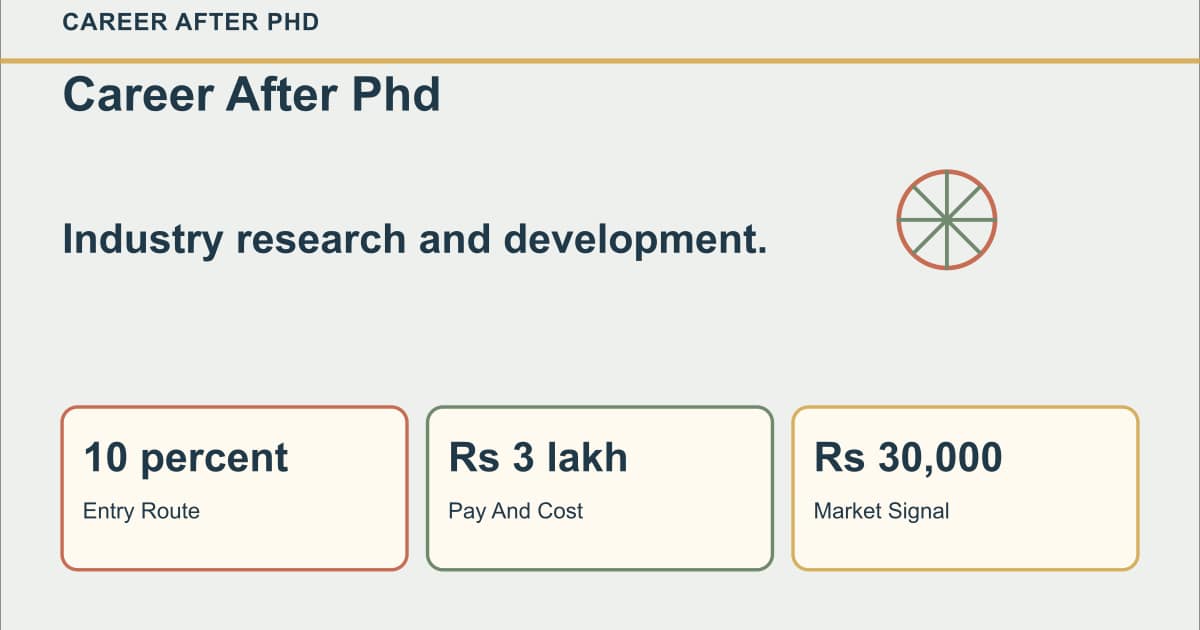 CAREER AFTER PHD
Career After Phd
Industry research and development.
10 percent
Entry Route
Rs 3 lakh
Pay And Cost
Rs 30,000
Market Signal